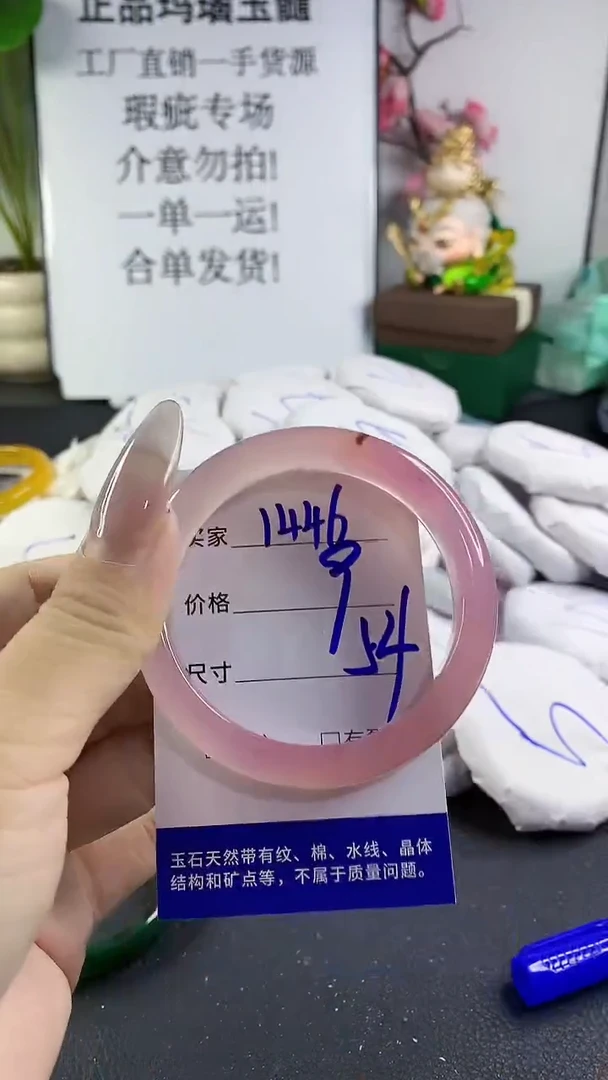 正品玛瑙玉髓
工厂直销一手货源
瑕疵专场
介意勿拍!
一单一运!
合单发货!
买家 1446
价格 9
尺寸 54
玉石天然带有纹、棉、水线、晶体
结构和矿点等，不属于质量问题。